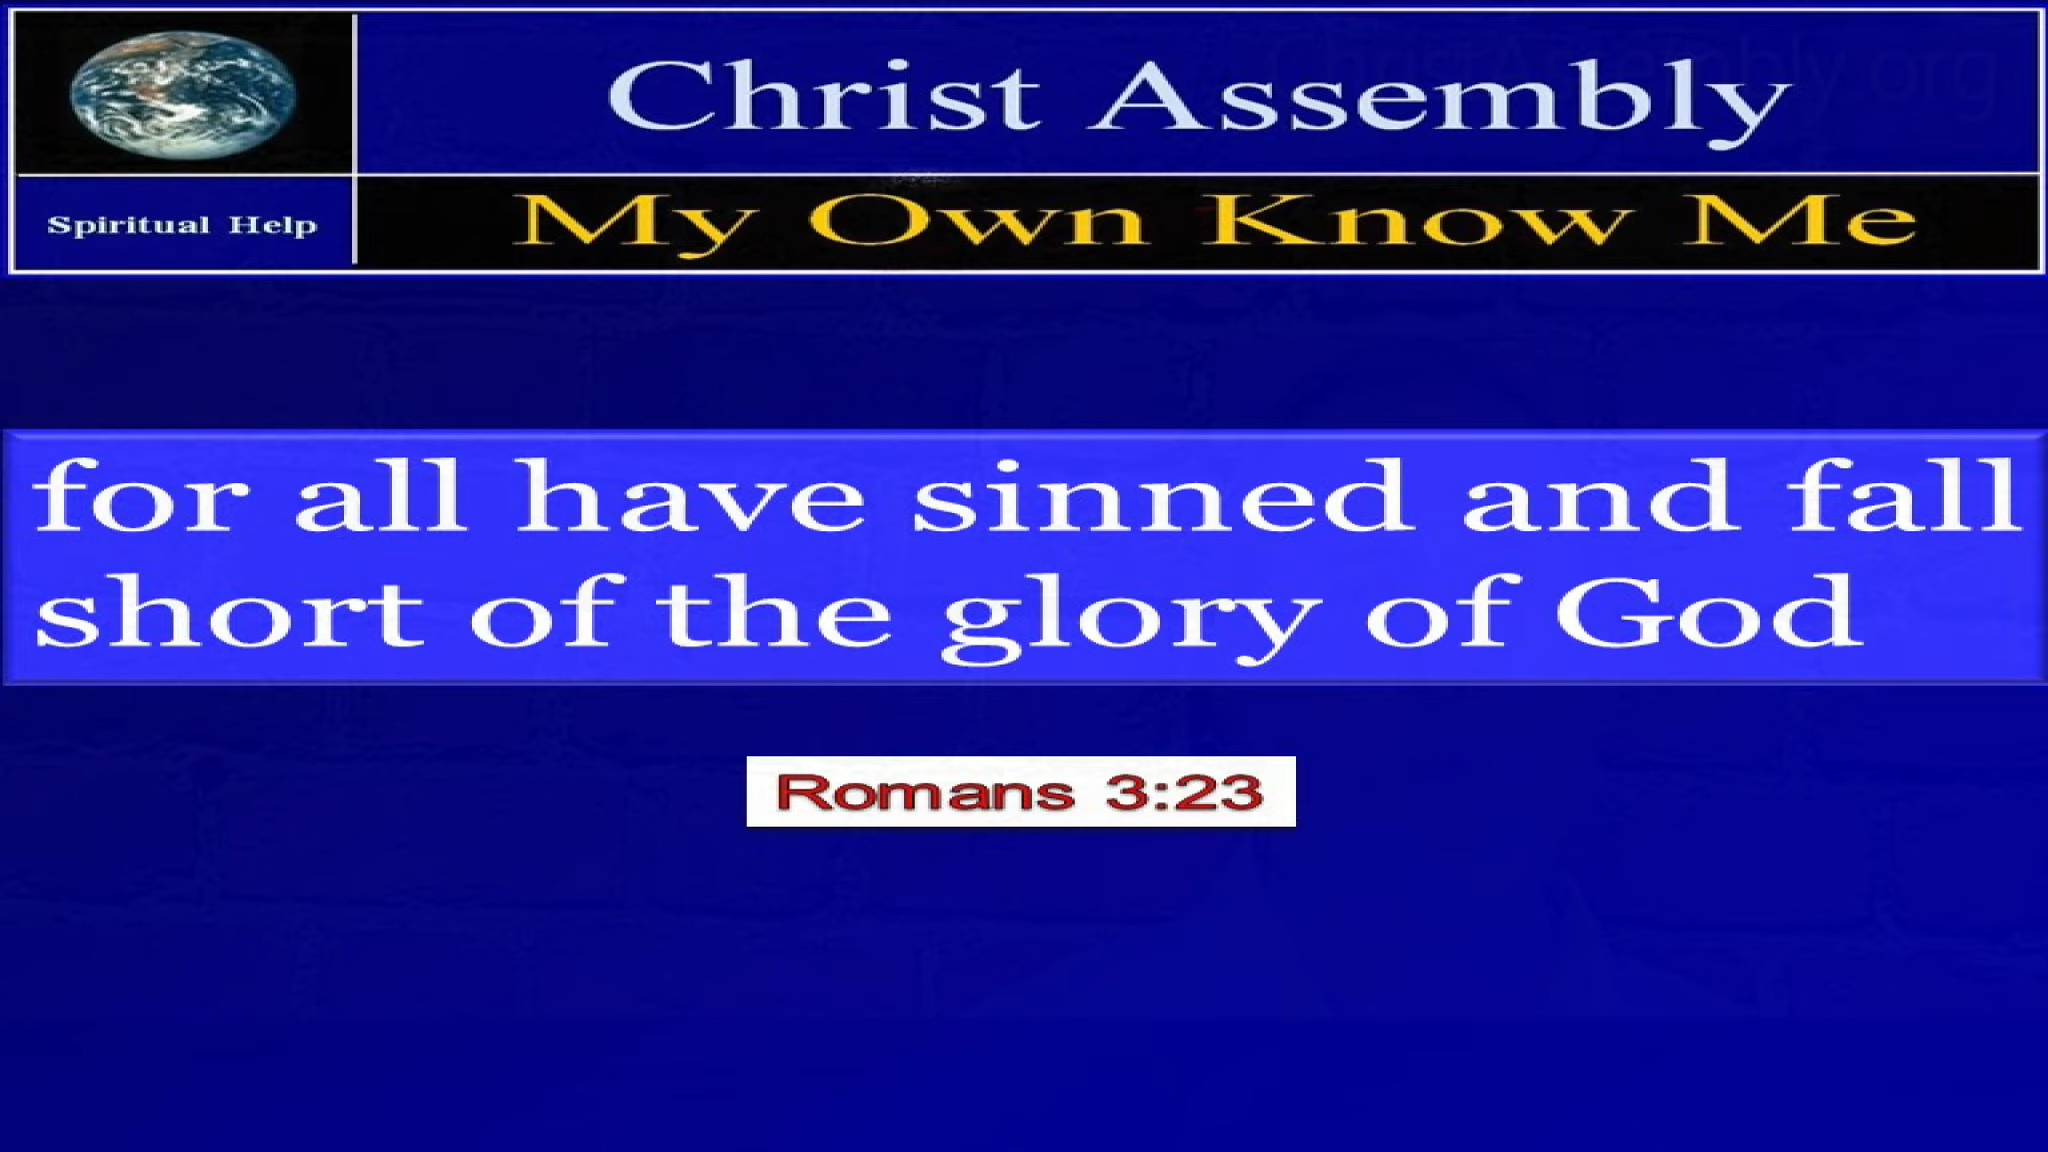 Christ Assembly
Spiritual Help
My Own Know Me
for all have sinned and fall
short of the glory of God
Romans 3:23